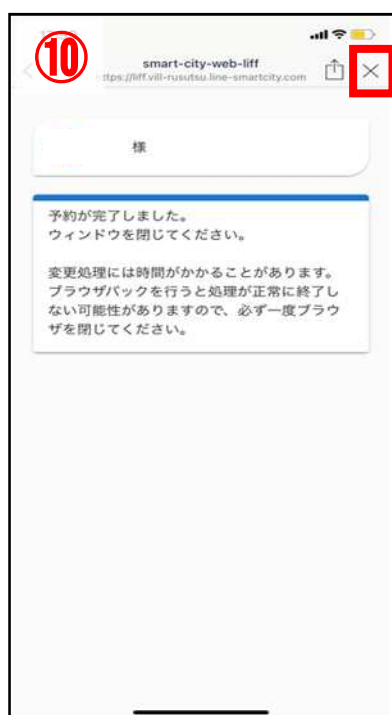 ⑩
smart-city-web-liff
ttps://liff.vill-rusutsu.line-smartcity.com
様
予約が完了しました。
ウィンドウを閉じてください。
変更処理には時間がかかることがあります。
ブラウザバックを行うと処理が正常に終了し
ない可能性がありますので、必ず一度ブラウ
ザを閉じてください。